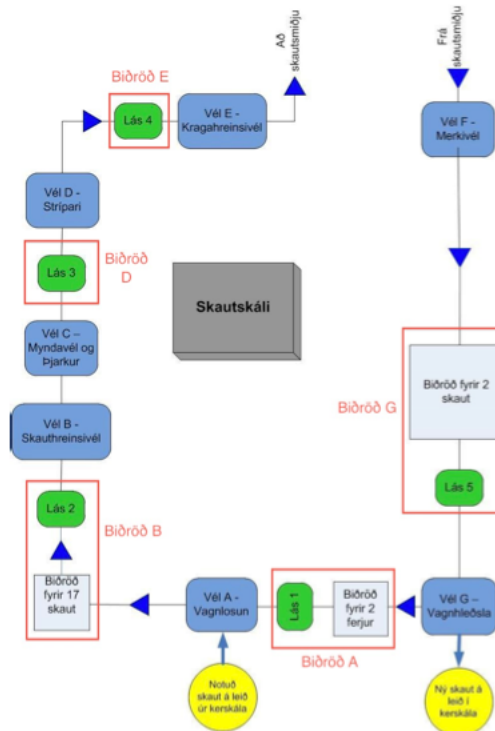 Að
skautsmiðju
Frá
skautsmiðju
Biðröð E
Lás 4
Vél E -
Kragahreinsivél
Vél F -
Merkivél
Vél D -
Strípari
Biðröð
D
Lás 3
Skautskáli
Vél C –
Myndavél og
Þjarkur
Biðröð fyrir 2
skaut
Biðröð G
Vél B -
Skauthreinsivél
Lás 5
Lás 2
Biðröð B
Biðröð
fyrir 17
skaut
Vél A -
Vagnlosun
Lás 1
Biðröð
fyrir 2
ferjur
Vél G –
Vagnhleðsla
Biðröð A
Notuð
skaut á leið
úr kerskála
Ný skaut á
leið í
kerskála